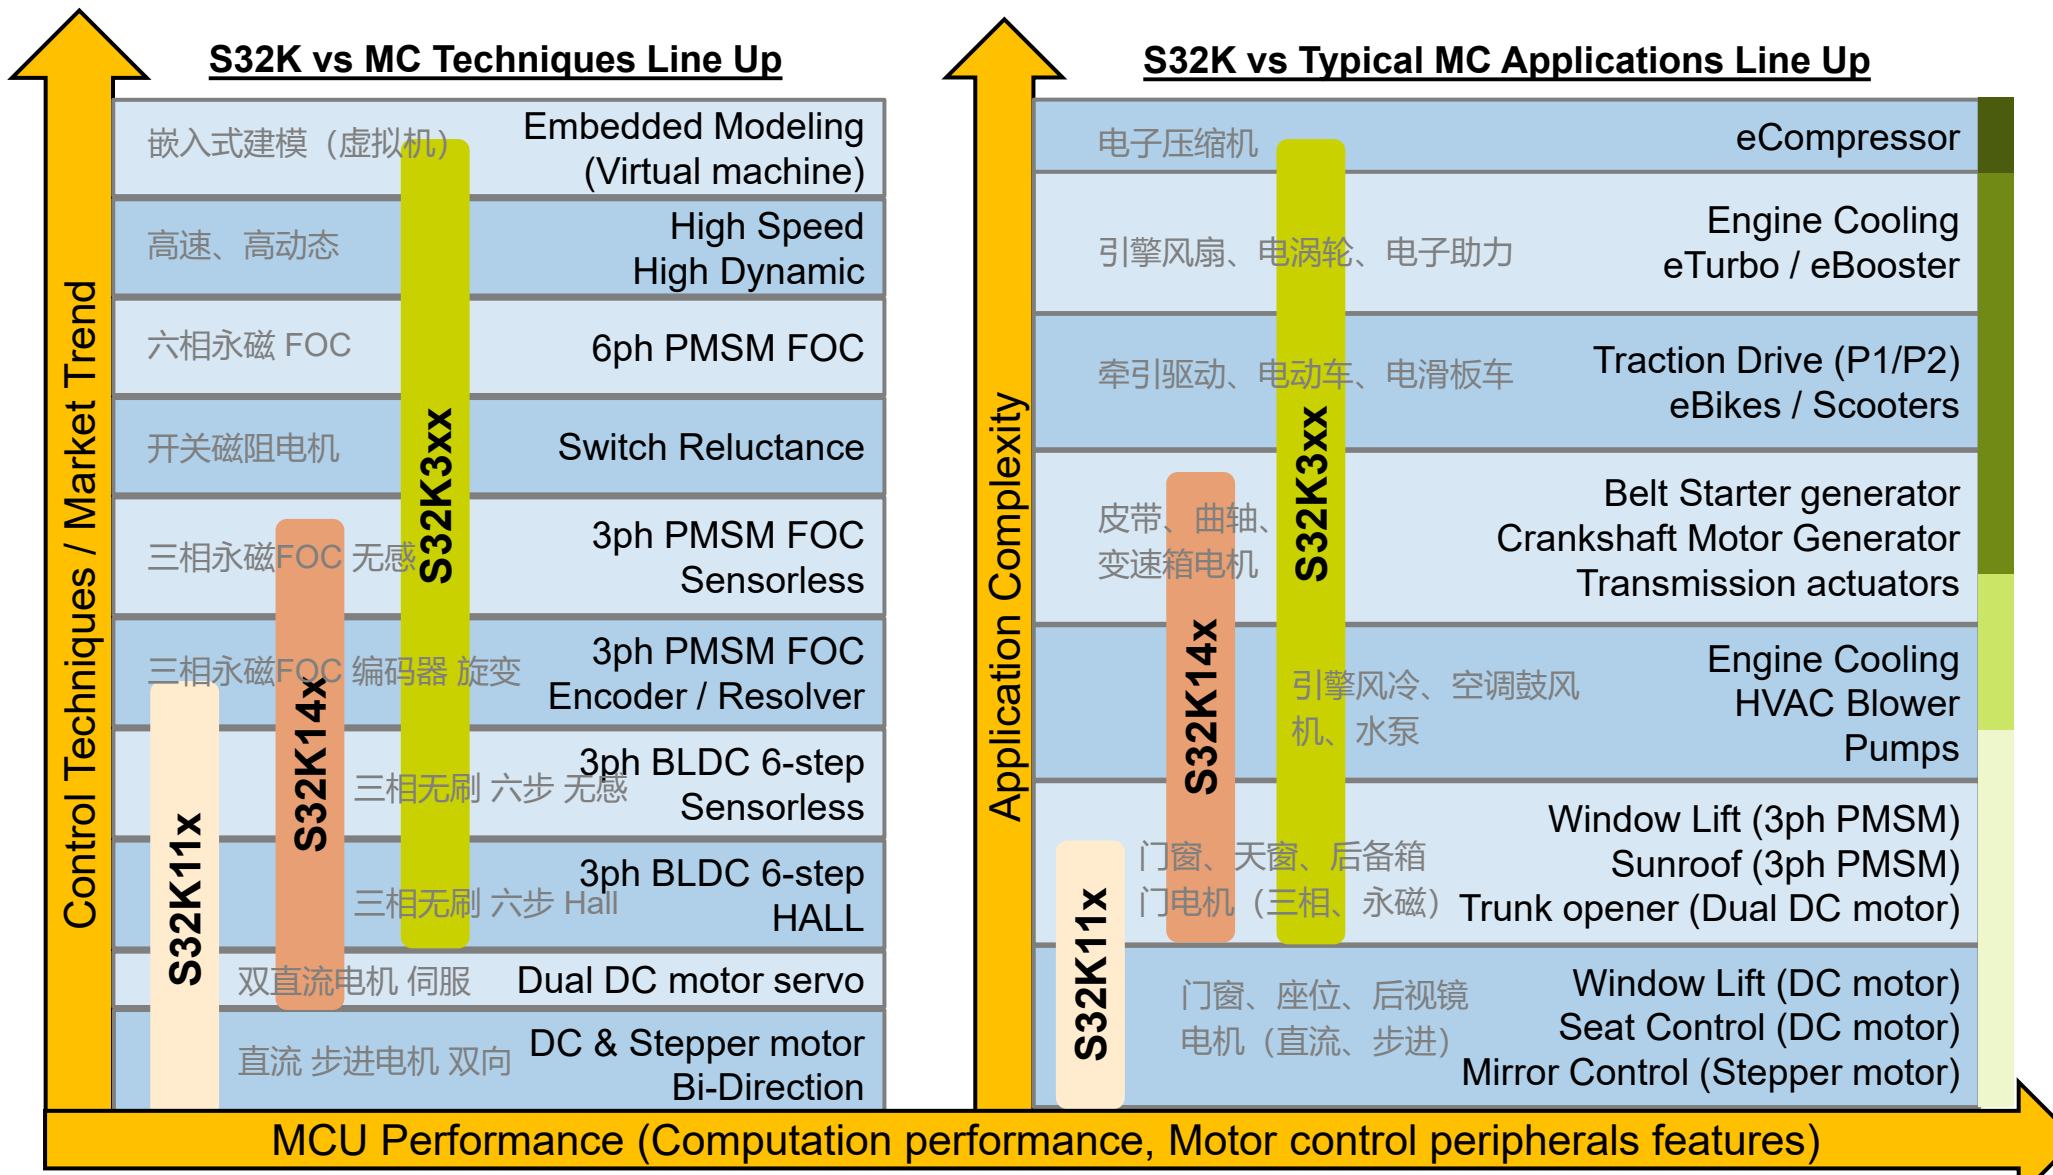 S32K vs MC Techniques Line Up
Control Techniques / Market Trend
嵌入式建模（虚拟机）
Embedded Modeling
(Virtual machine)
高速、高动态
High Speed
High Dynamic
六相永磁 FOC
6ph PMSM FOC
开关磁阻电机
Switch Reluctance
三相永磁FOC 无感
3ph PMSM FOC
Sensorless
三相永磁FOC 编码器 旋变
3ph PMSM FOC
Encoder / Resolver
三相无刷 六步 无感
3ph BLDC 6-step
Sensorless
三相无刷 六步 Hall
3ph BLDC 6-step
HALL
双直流电机 伺服
Dual DC motor servo
直流 步进电机 双向
DC & Stepper motor
Bi-Direction
S32K11x
S32K14x
S32K3xx
S32K vs Typical MC Applications Line Up
Application Complexity
电子压缩机
eCompressor
引擎风扇、电涡轮、电子助力
Engine Cooling
eTurbo / eBooster
牵引驱动、电动车、电滑板车
Traction Drive (P1/P2)
eBikes / Scooters
皮带、曲轴、
变速箱电机
Belt Starter generator
Crankshaft Motor Generator
Transmission actuators
引擎风冷、空调鼓风
机、水泵
Engine Cooling
HVAC Blower
Pumps
门窗、天窗、后备箱
门电机（三相、永磁）
Window Lift (3ph PMSM)
Sunroof (3ph PMSM)
Trunk opener (Dual DC motor)
门窗、座位、后视镜
电机（直流、步进）
Window Lift (DC motor)
Seat Control (DC motor)
Mirror Control (Stepper motor)
S32K11x
S32K14x
S32K3xx
MCU Performance (Computation performance, Motor control peripherals features)